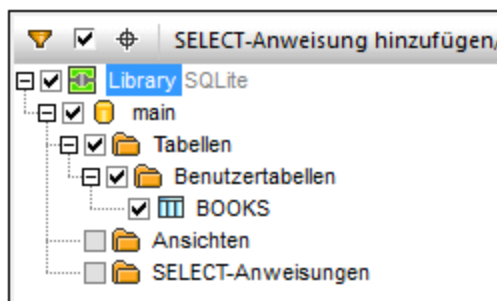 SELECT-Anweisung hinzufügen/
Library SQLite
main
Tabellen
Benutzertabellen
BOOKS
Ansichten
SELECT-Anweisungen